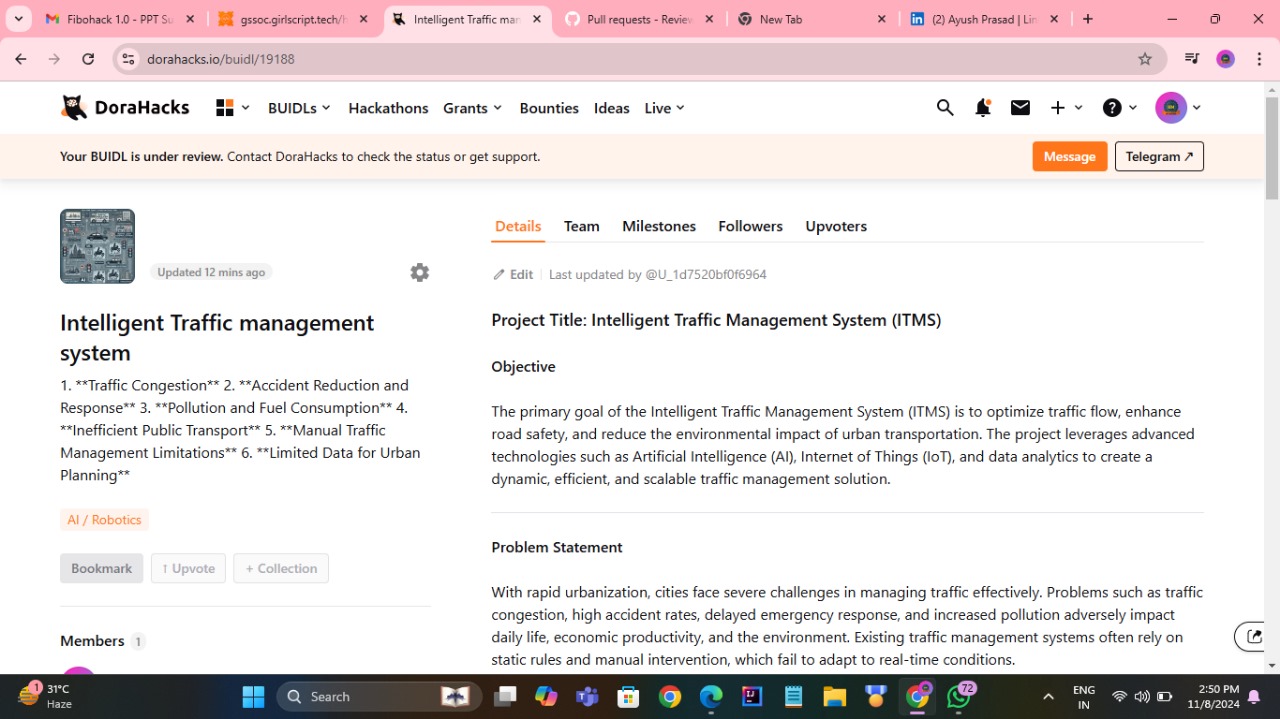 Fibohack 1.0 - PPT Su
gssoc.girlscript.tech/h
Intelligent Traffic man
Pull requests - Review
New Tab
(2) Ayush Prasad | Lin
dorahacks.io/buidl/19188
DoraHacks
BUIDLs
Hackathons
Grants
Bounties
Ideas
Live
Your BUIDL is under review. Contact DoraHacks to check the status or get support.
Message
Telegram ↗
Updated 12 mins ago
Intelligent Traffic management
system
1. **Traffic Congestion** 2. **Accident Reduction and
Response** 3. **Pollution and Fuel Consumption** 4.
**Inefficient Public Transport** 5. **Manual Traffic
Management Limitations** 6. **Limited Data for Urban
Planning**
AI / Robotics
Bookmark
↑ Upvote
+ Collection
Members 1
Details
Team
Milestones
Followers
Upvoters
Edit
Last updated by @U_1d7520bf0f6964
Project Title: Intelligent Traffic Management System (ITMS)
Objective
The primary goal of the Intelligent Traffic Management System (ITMS) is to optimize traffic flow, enhance
road safety, and reduce the environmental impact of urban transportation. The project leverages advanced
technologies such as Artificial Intelligence (AI), Internet of Things (IoT), and data analytics to create a
dynamic, efficient, and scalable traffic management solution.
Problem Statement
With rapid urbanization, cities face severe challenges in managing traffic effectively. Problems such as traffic
congestion, high accident rates, delayed emergency response, and increased pollution adversely impact
daily life, economic productivity, and the environment. Existing traffic management systems often rely on
static rules and manual intervention, which fail to adapt to real-time conditions.
1
31°C
Haze
Search
72
ENG
IN
2:50 PM
11/8/2024